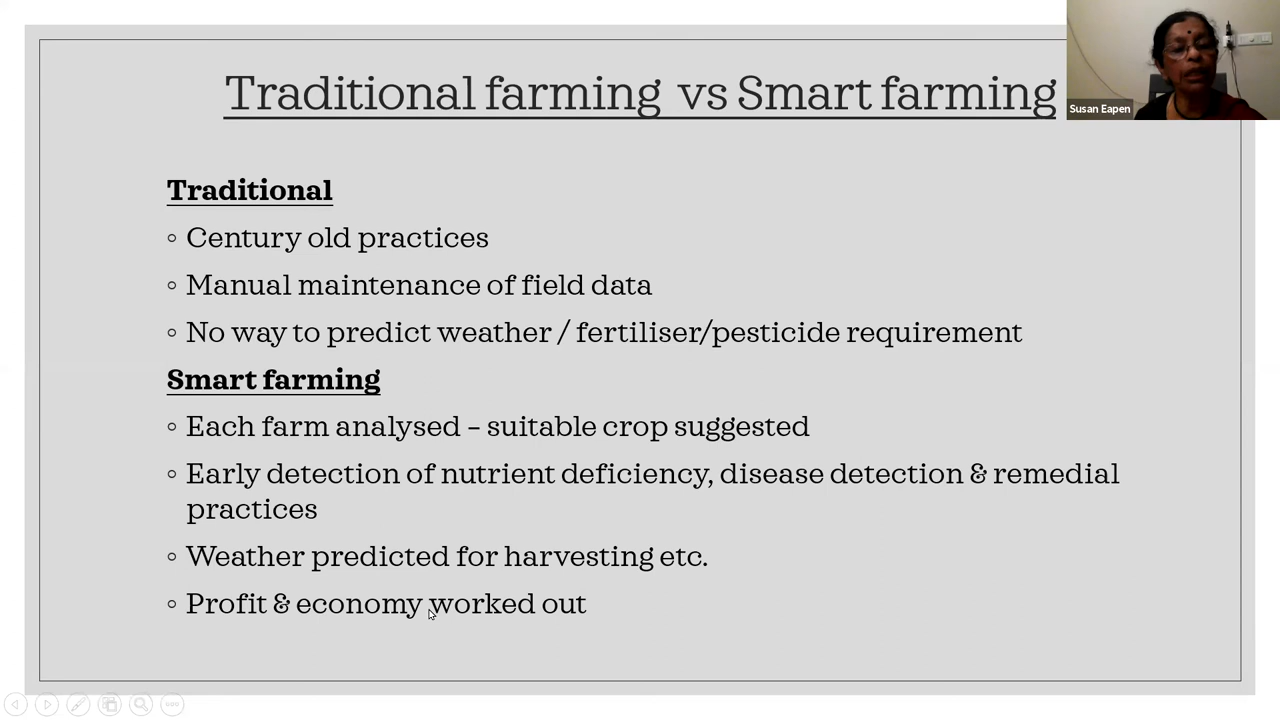 Traditional farming vs Smart farming
Susan Eapen
Traditional
◦ Century old practices
◦ Manual maintenance of field data
◦ No way to predict weather / fertiliser/pesticide requirement
Smart farming
◦ Each farm analysed – suitable crop suggested
◦ Early detection of nutrient deficiency, disease detection & remedial
practices
◦ Weather predicted for harvesting etc.
◦ Profit & economy worked out